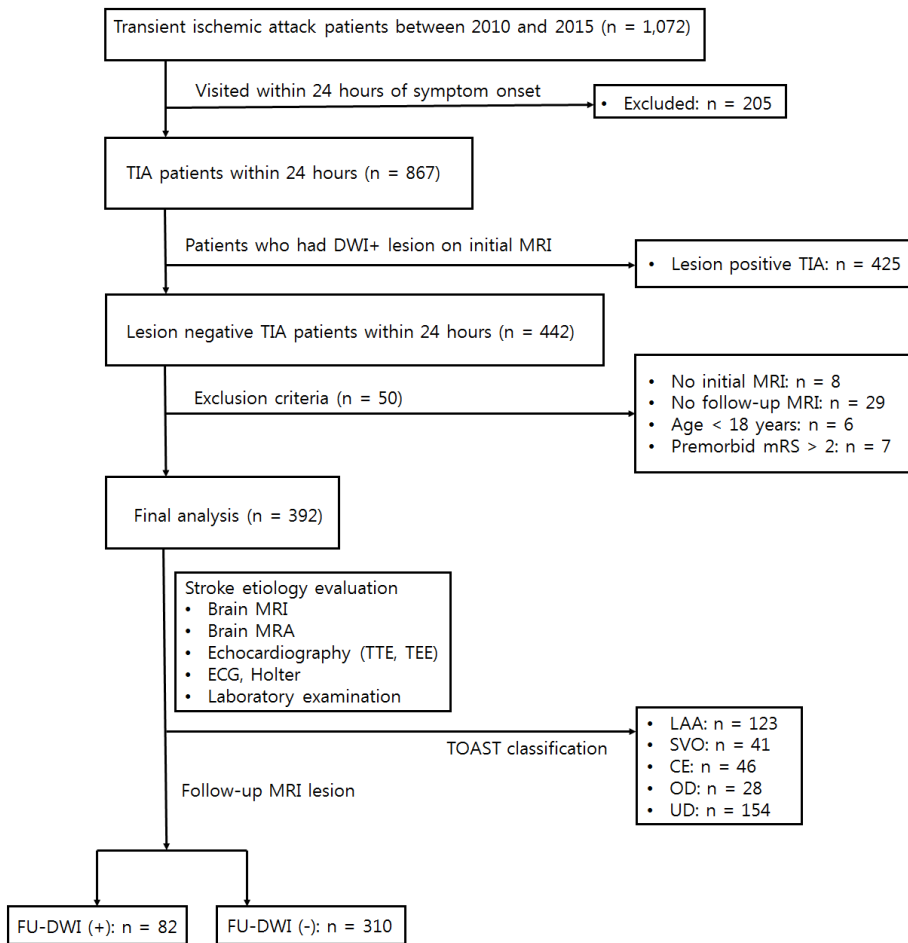 Transient ischemic attack patients between 2010 and 2015 (n = 1,072)
Visited within 24 hours of symptom onset
• Excluded: n = 205
TIA patients within 24 hours (n = 867)
Patients who had DWI+ lesion on initial MRI
• Lesion positive TIA: n = 425
Lesion negative TIA patients within 24 hours (n = 442)
Exclusion criteria (n = 50)
• No initial MRI: n = 8
• No follow-up MRI: n = 29
• Age < 18 years: n = 6
• Premorbid mRS > 2: n = 7
Final analysis (n = 392)
Stroke etiology evaluation
• Brain MRI
• Brain MRA
• Echocardiography (TTE, TEE)
• ECG, Holter
• Laboratory examination
TOAST classification
• LAA: n = 123
• SVO: n = 41
• CE: n = 46
• OD: n = 28
• UD: n = 154
Follow-up MRI lesion
FU-DWI (+): n = 82
FU-DWI (-): n = 310